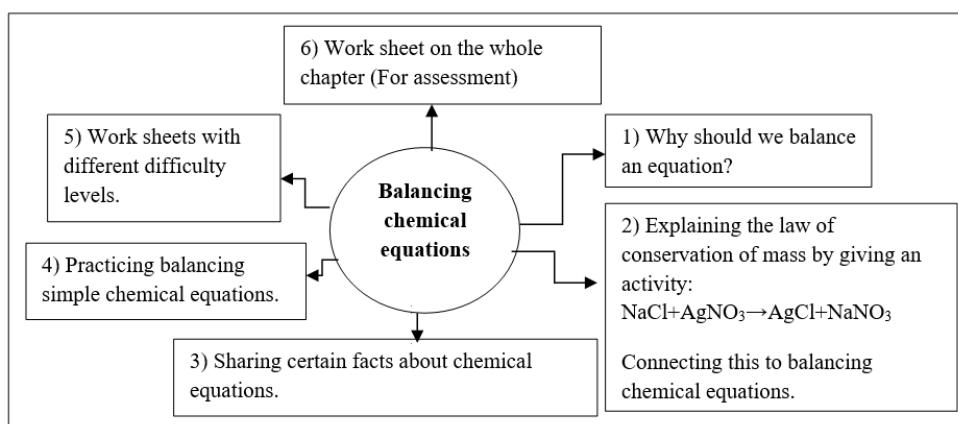 6) Work sheet on the whole
chapter (For assessment)
5) Work sheets with
different difficulty
levels.
1) Why should we balance
an equation?
Balancing
chemical
equations
2) Explaining the law of
conservation of mass by giving an
activity:
NaCl+AgNO₃→AgCl+NaNO₃
Connecting this to balancing
chemical equations.
4) Practicing balancing
simple chemical equations.
3) Sharing certain facts about chemical
equations.